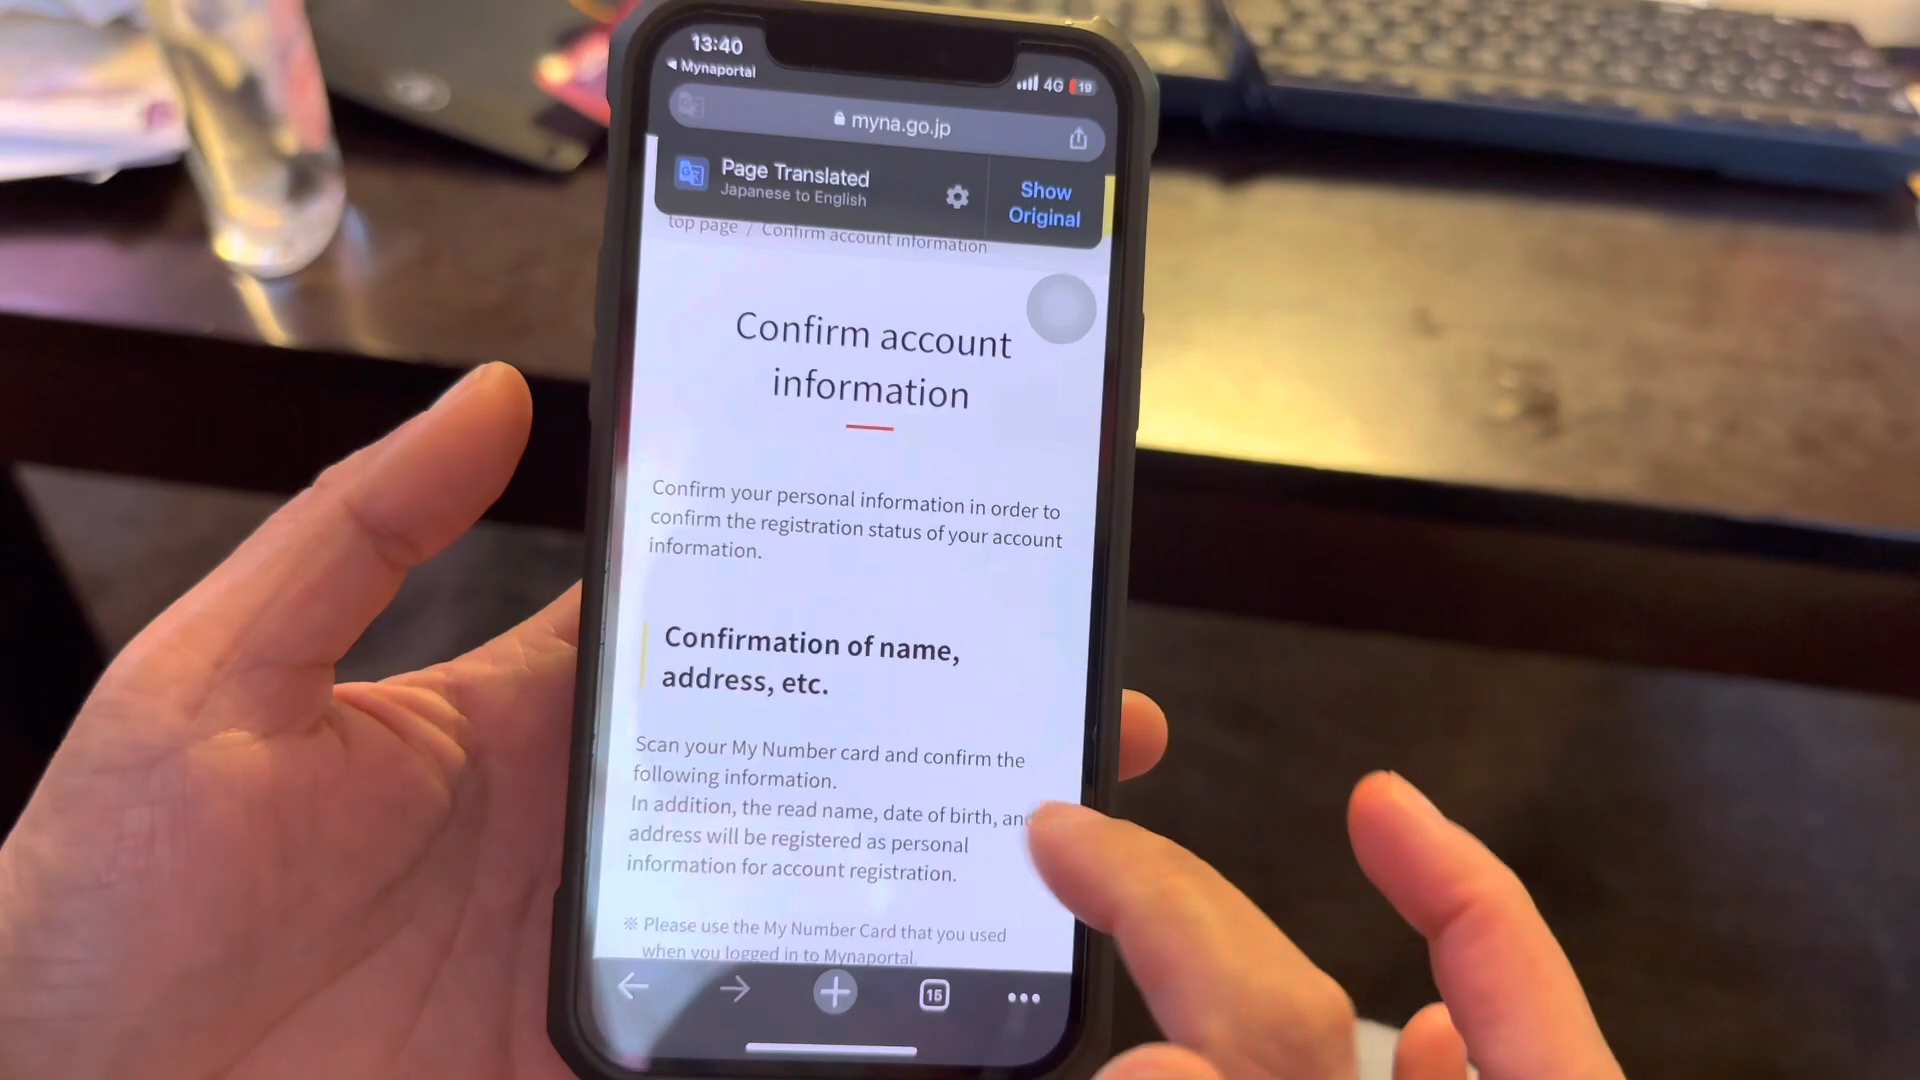 13:40
◀ Mynaportal
4G 19
myna.go.jp
Page Translated
Japanese to English
Show
Original
top page / Confirm account information
Confirm account
information
Confirm your personal information in order to
confirm the registration status of your account
information.
Confirmation of name,
address, etc.
Scan your My Number card and confirm the
following information.
In addition, the read name, date of birth, and
address will be registered as personal
information for account registration.
※ Please use the My Number Card that you used
when you logged in to Mynaportal.
15